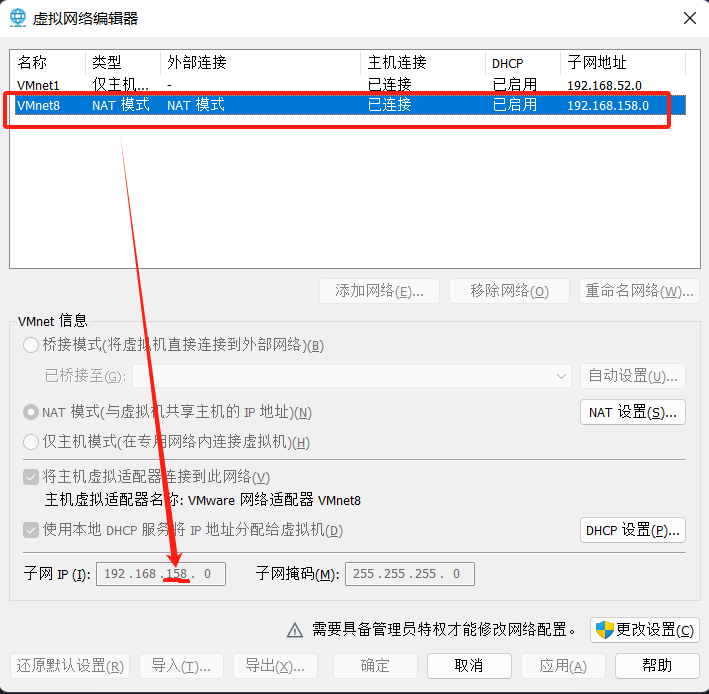 虚拟网络编辑器
名称 类型 外部连接 主机连接 DHCP 子网地址
VMnet1 仅主机... - 已连接 已启用 192.168.52.0
VMnet8 NAT 模式 NAT 模式 已连接 已启用 192.168.158.0
添加网络(E)... 移除网络(O) 重命名网络(W)...
VMnet 信息
桥接模式(将虚拟机直接连接到外部网络)(B)
已桥接至(G): 自动设置(U)...
NAT 模式(与虚拟机共享主机的 IP 地址)(N) NAT 设置(S)...
仅主机模式(在专用网络内连接虚拟机)(H)
将主机虚拟适配器连接到此网络(V)
主机虚拟适配器名称: VMware 网络适配器 VMnet8
使用本地 DHCP 服务将 IP 地址分配给虚拟机(D) DHCP 设置(P)...
子网 IP (I): 192 . 168 . 158 . 0 子网掩码(M): 255 . 255 . 255 . 0
需要具备管理员特权才能修改网络配置。 更改设置(C)
还原默认设置(R) 导入(T)... 导出(X)... 确定 取消 应用(A) 帮助